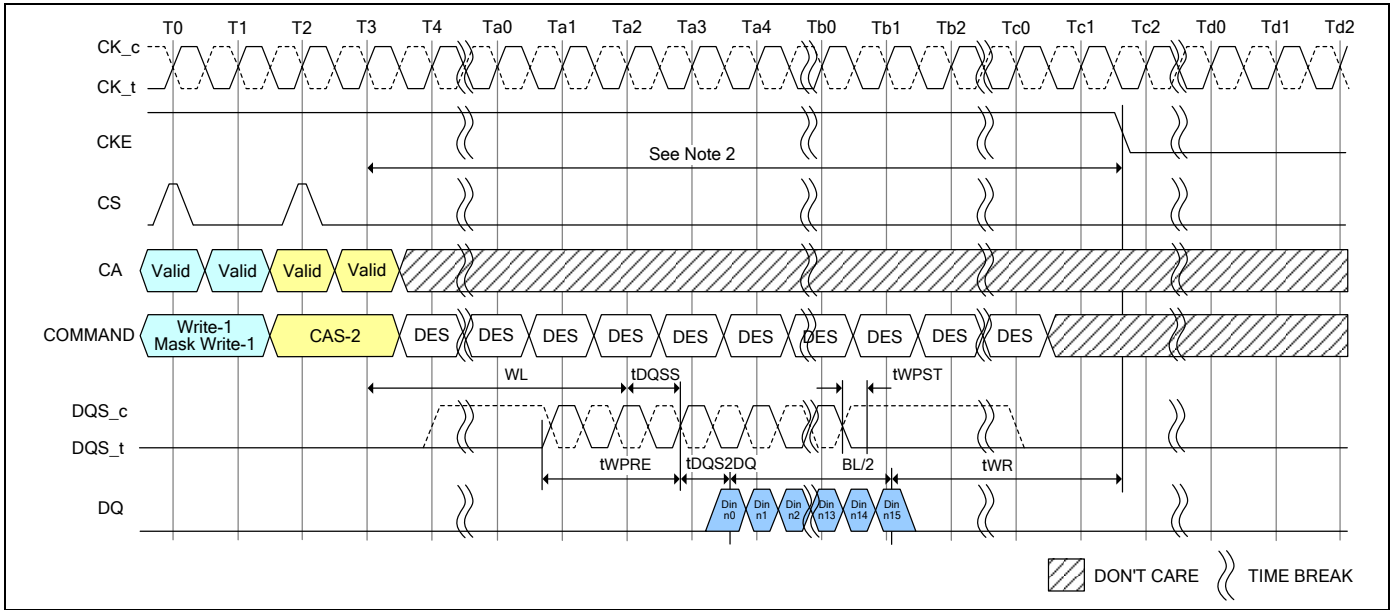 T0 T1 T2 T3 T4 Ta0 Ta1 Ta2 Ta3 Ta4 Tb0 Tb1 Tb2 Tc0 Tc1 Tc2 Td0 Td1 Td2
CK_c
CK_t
CKE
See Note 2
CS
CA Valid Valid Valid Valid
COMMAND Write-1 Mask Write-1 CAS-2 DES DES DES DES DES DES DES DES DES DES
WL tDQSS tWPST
DQS_c
DQS_t
tWPRE tDQS2DQ BL/2 tWR
DQ Din n0 Din n1 Din n2 Din n13 Din n14 Din n15
DON'T CARE TIME BREAK